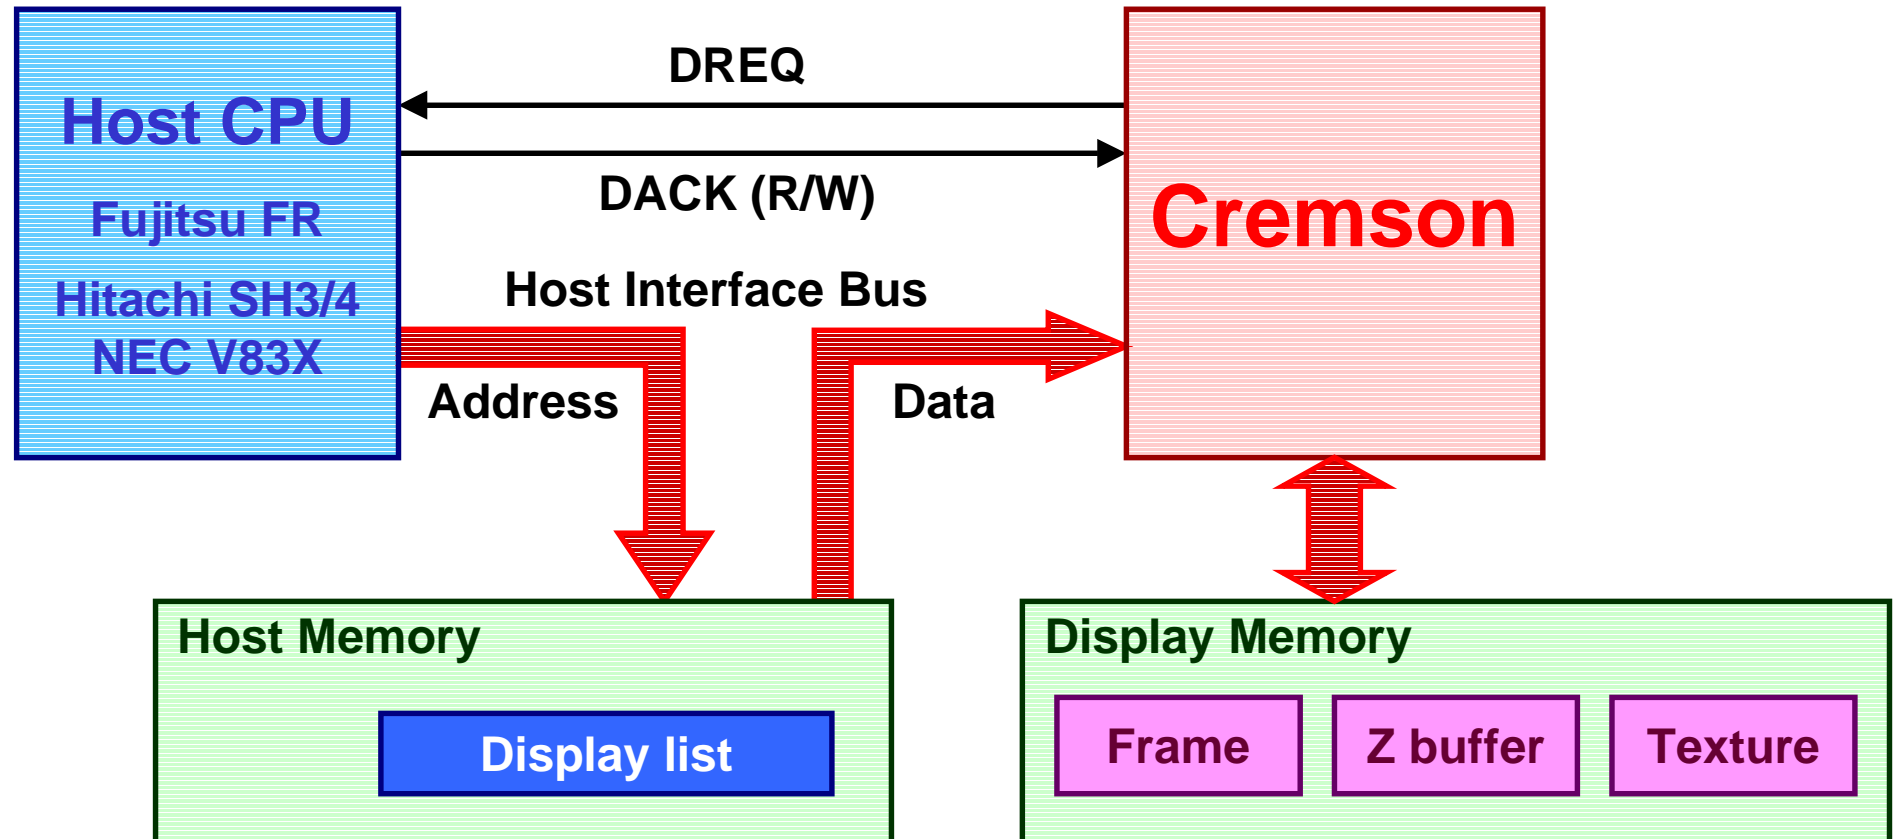 Host CPU
Fujitsu FR
Hitachi SH3/4
NEC V83X
DREQ
DACK (R/W)
Host Interface Bus
Address
Data
Cremson
Host Memory
Display list
Display Memory
Frame
Z buffer
Texture